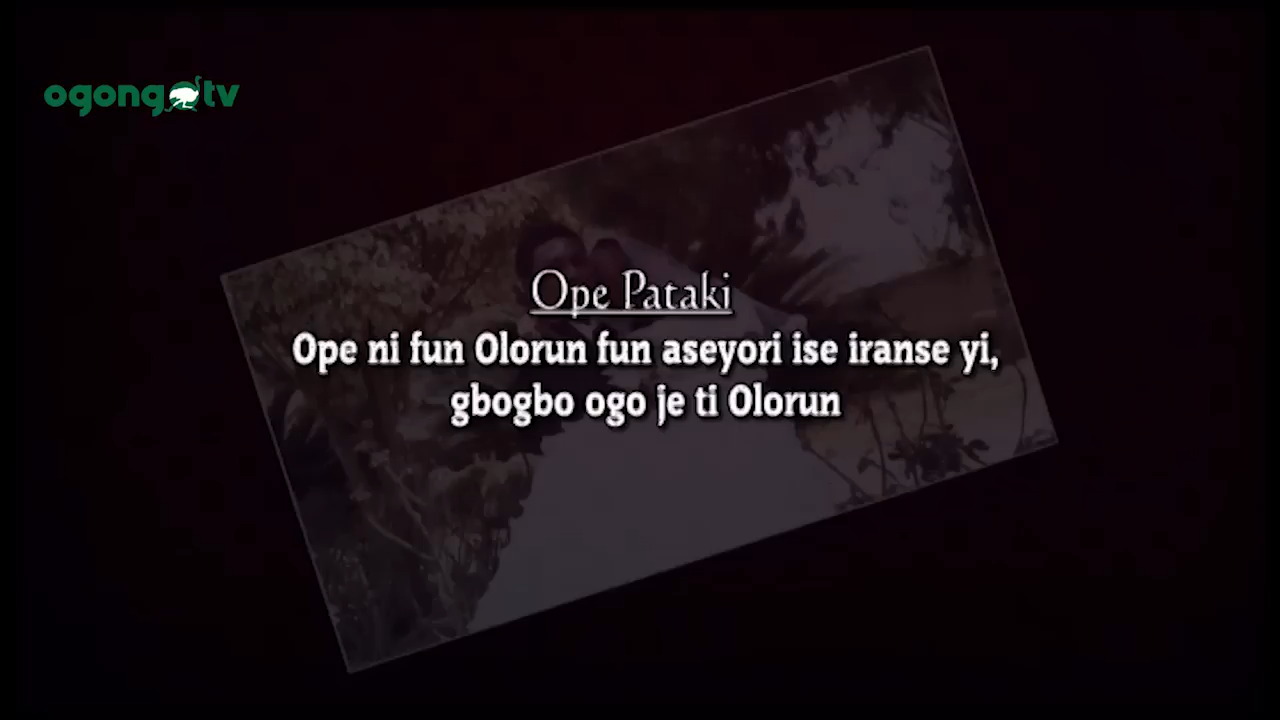 ogongotv
Ope Pataki
Ope ni fun Olorun fun aseyori ise iranse yi,
gbogbo ogo je ti Olorun